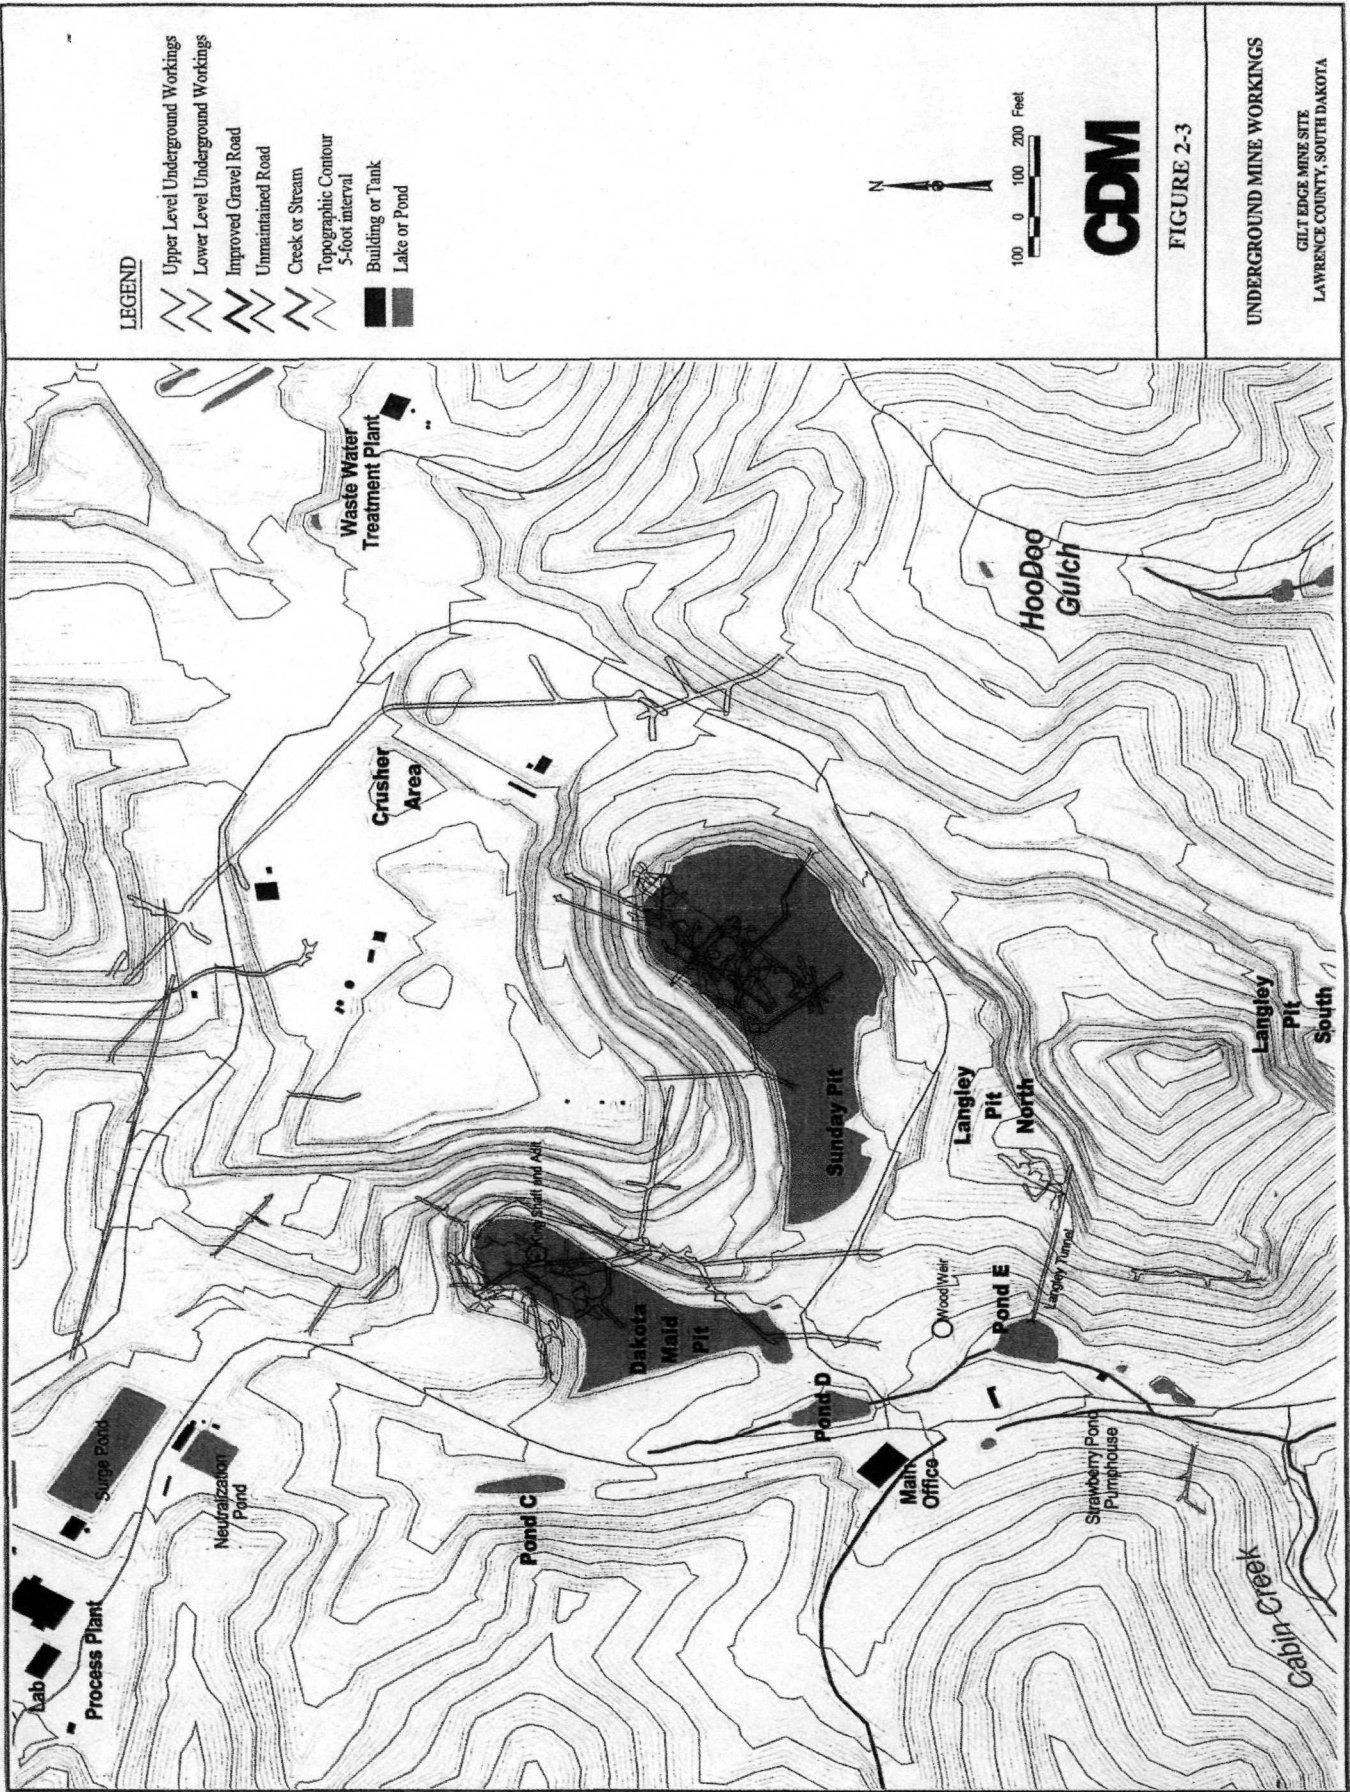 LEGEND
Upper Level Underground Workings
Lower Level Underground Workings
Improved Gravel Road
Unmaintained Road
Creek or Stream
Topographic Contour
5-foot interval
Building or Tank
Lake or Pond
N
100 0 100 200 Feet
CDM
FIGURE 2-3
UNDERGROUND MINE WORKINGS
GILT EDGE MINE SITE
LAWRENCE COUNTY, SOUTH DAKOTA
Lab
Process Plant
Surge Pond
Neutralization
Pond
Pond C
Dakota
Maid
Pit
King Shaft and Adit
Crusher
Area
Waste Water
Treatment Plant
Sunday Pit
Pond D
Main
Office
Wood Weir
Pond E
Langley Tunnel
Langley
Pit
North
Langley
Pit
South
HooDoo
Gulch
Strawberry Pond
Pumphouse
Cabin Creek